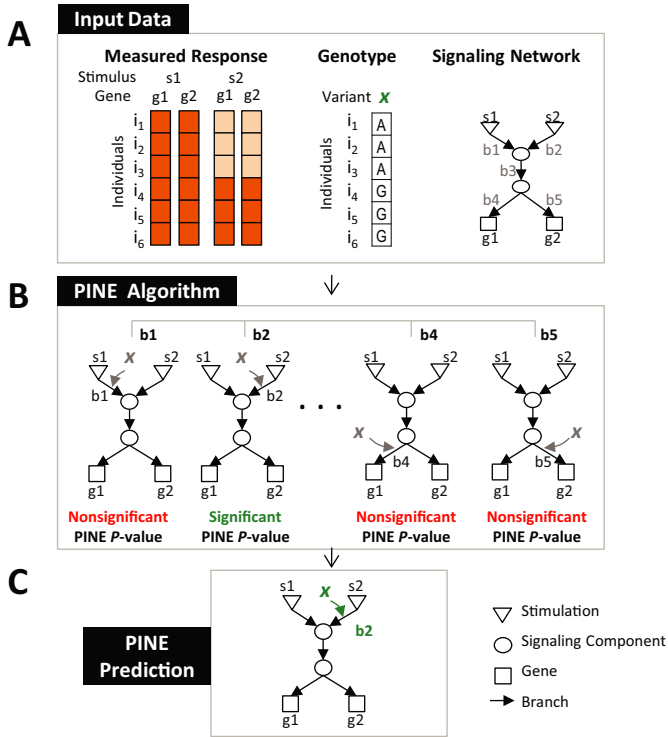 A
Input Data
Measured Response
Genotype
Signaling Network
Stimulus s1 s2
Gene g1 g2 g1 g2
Variant X
Individuals
i1
i2
i3
i4
i5
i6
Individuals
i1 A
i2 A
i3 A
i4 G
i5 G
i6 G
s1 s2
b1 b2
b3
b4 b5
g1 g2
B
PINE Algorithm
b1 b2 b4 b5
s1 X s2
b1
g1 g2
Nonsignificant
PINE P-value
s1 X s2
b2
g1 g2
Significant
PINE P-value
. . .
s1 s2
X
b4
g1 g2
Nonsignificant
PINE P-value
s1 s2
X
b5
g1 g2
Nonsignificant
PINE P-value
C
PINE
Prediction
s1 X s2
b2
g1 g2
Stimulation
Signaling Component
Gene
Branch